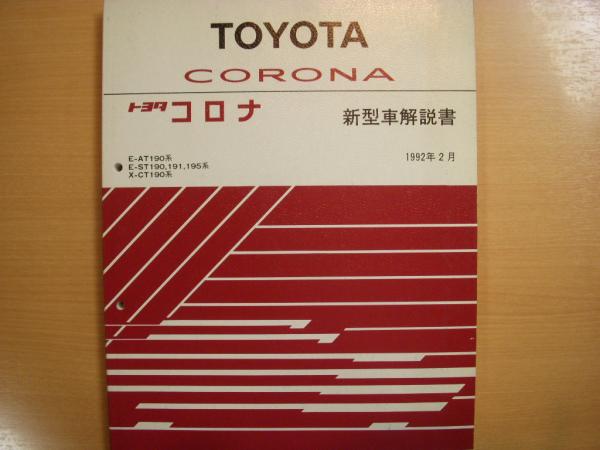 TOYOTA
CORONA
トヨタ コロナ 新型車解説書
E-AT190系
E-ST190,191,195系
X-CT190系
1992年2月